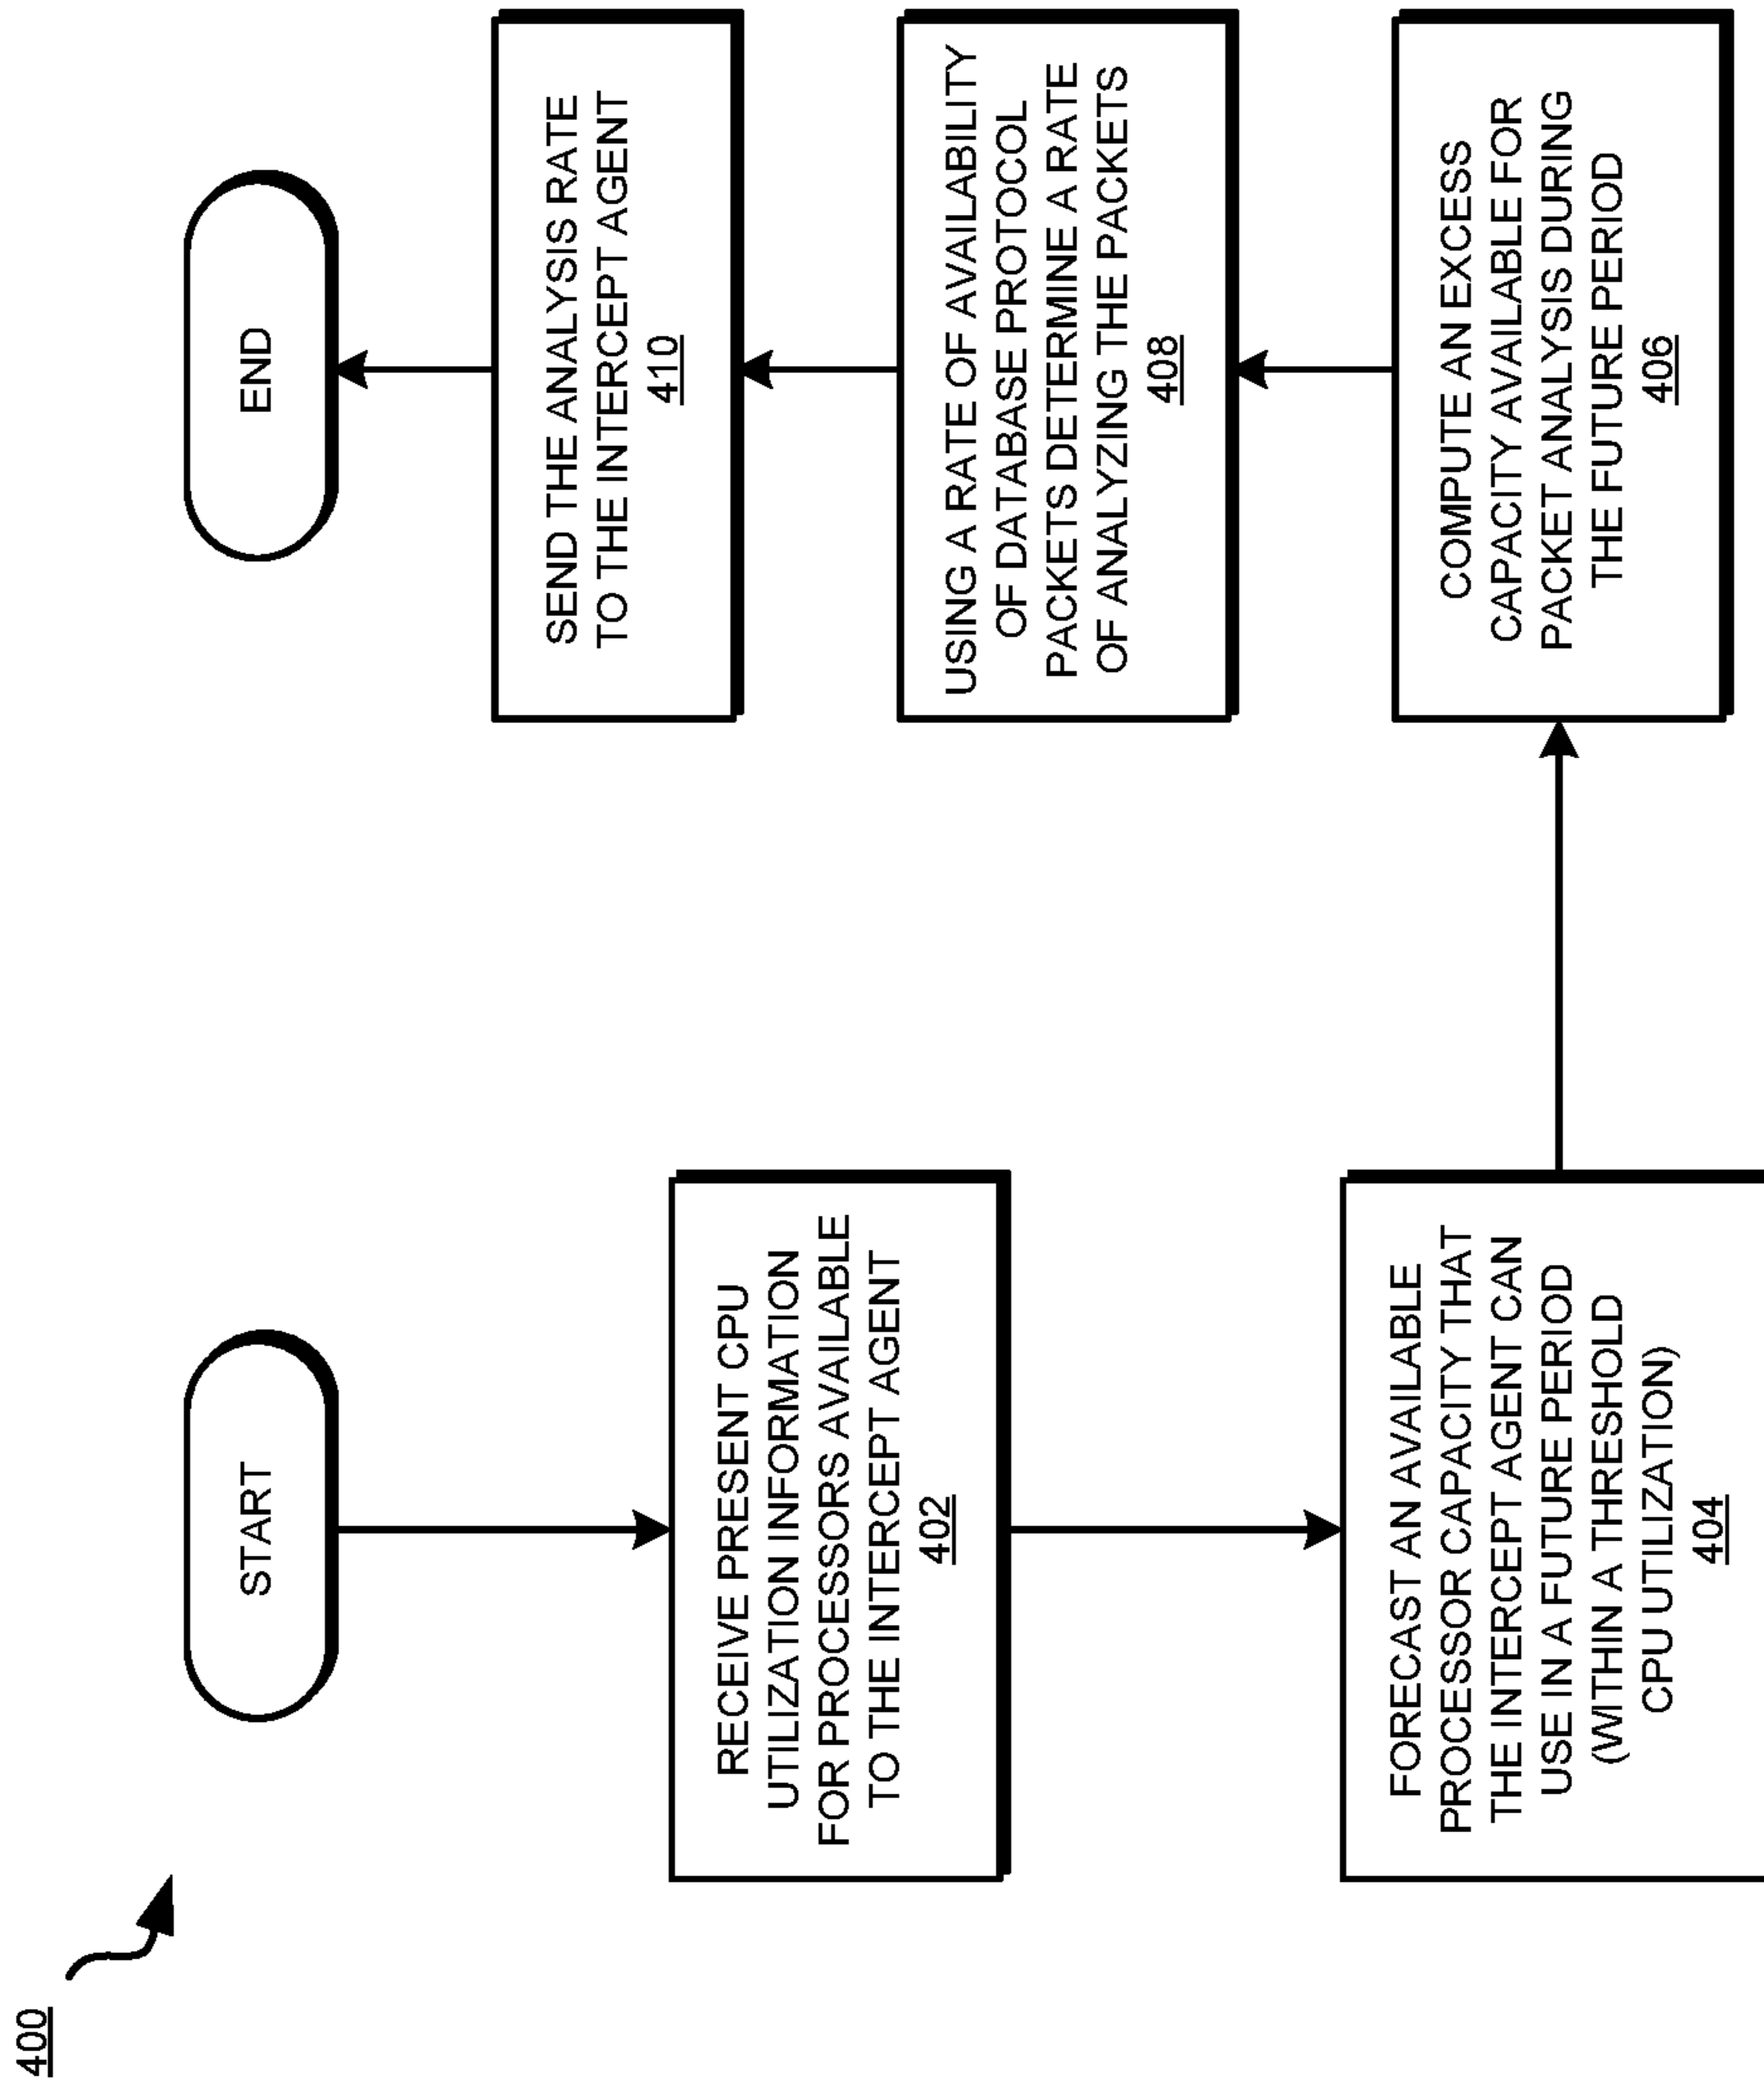 400
START
RECEIVE PRESENT CPU
UTILIZATION INFORMATION
FOR PROCESSORS AVAILABLE
TO THE INTERCEPT AGENT
402
FORECAST AN AVAILABLE
PROCESSOR CAPACITY THAT
THE INTERCEPT AGENT CAN
USE IN A FUTURE PERIOD
(WITHIN A THRESHOLD
CPU UTILIZATION)
404
COMPUTE AN EXCESS
CAPACITY AVAILABLE FOR
PACKET ANALYSIS DURING
THE FUTURE PERIOD
406
USING A RATE OF AVAILABILITY
OF DATABASE PROTOCOL
PACKETS DETERMINE A RATE
OF ANALYZING THE PACKETS
408
SEND THE ANALYSIS RATE
TO THE INTERCEPT AGENT
410
END